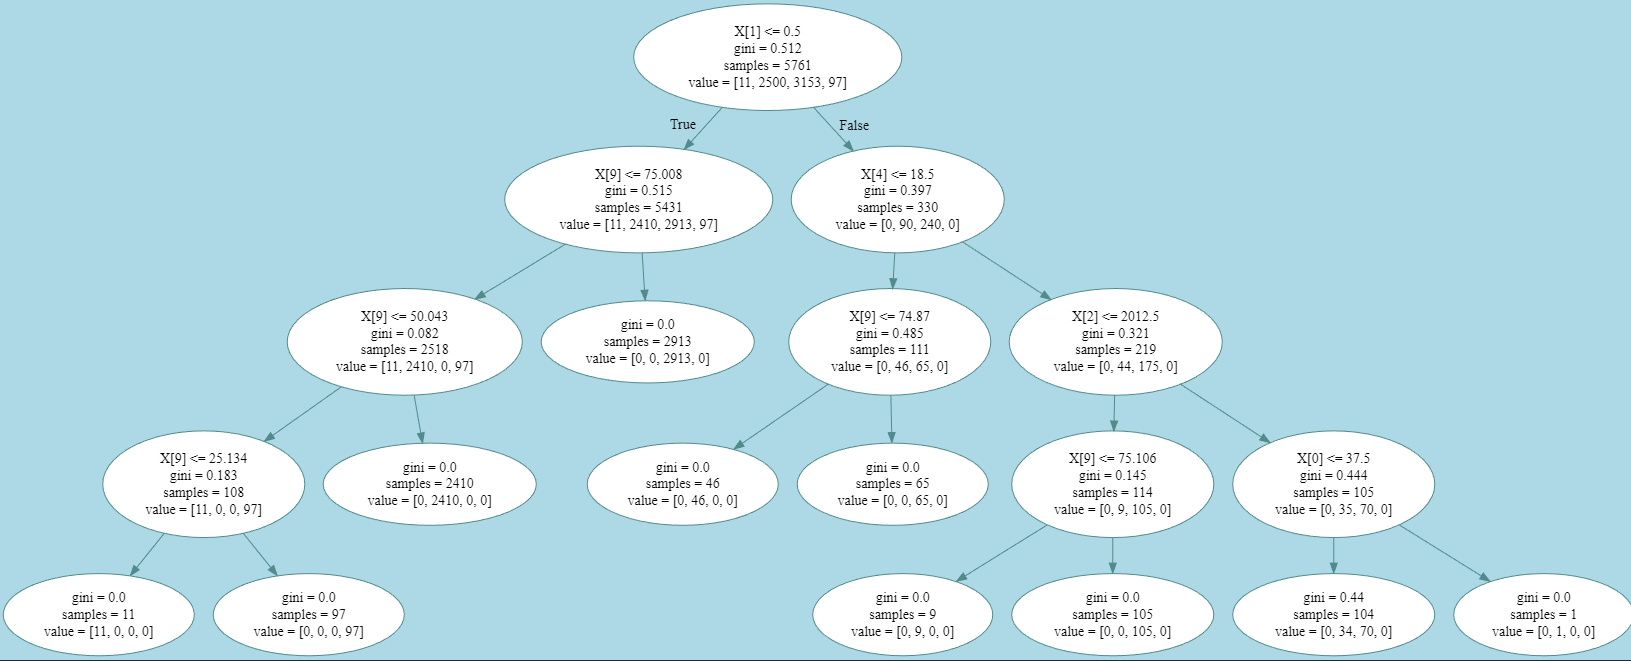 X[1] <= 0.5
gini = 0.512
samples = 5761
value = [11, 2500, 3153, 97]
True
False
X[9] <= 75.008
gini = 0.515
samples = 5431
value = [11, 2410, 2913, 97]
X[4] <= 18.5
gini = 0.397
samples = 330
value = [0, 90, 240, 0]
X[9] <= 50.043
gini = 0.082
samples = 2518
value = [11, 2410, 0, 97]
gini = 0.0
samples = 2913
value = [0, 0, 2913, 0]
X[9] <= 74.87
gini = 0.485
samples = 111
value = [0, 46, 65, 0]
X[2] <= 2012.5
gini = 0.321
samples = 219
value = [0, 44, 175, 0]
X[9] <= 25.134
gini = 0.183
samples = 108
value = [11, 0, 0, 97]
gini = 0.0
samples = 2410
value = [0, 2410, 0, 0]
gini = 0.0
samples = 46
value = [0, 46, 0, 0]
gini = 0.0
samples = 65
value = [0, 0, 65, 0]
X[9] <= 75.106
gini = 0.145
samples = 114
value = [0, 9, 105, 0]
X[0] <= 37.5
gini = 0.444
samples = 105
value = [0, 35, 70, 0]
gini = 0.0
samples = 11
value = [11, 0, 0, 0]
gini = 0.0
samples = 97
value = [0, 0, 0, 97]
gini = 0.0
samples = 9
value = [0, 9, 0, 0]
gini = 0.0
samples = 105
value = [0, 0, 105, 0]
gini = 0.44
samples = 104
value = [0, 34, 70, 0]
gini = 0.0
samples = 1
value = [0, 1, 0, 0]